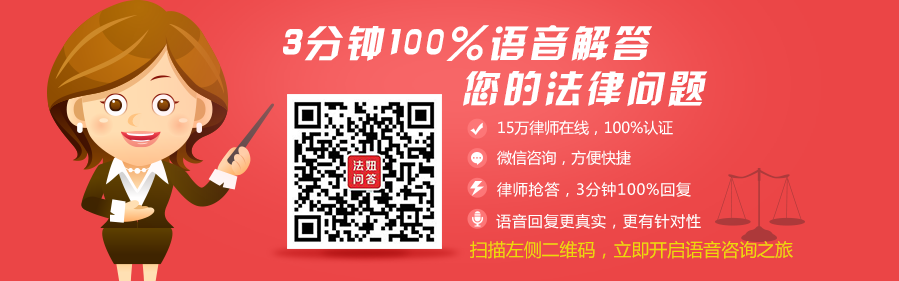 3分钟100%语音解答
您的法律问题
15万律师在线，100%认证
微信咨询，方便快捷
律师抢答，3分钟100%回复
语音回复更真实，更有针对性
扫描左侧二维码，立即开启语音咨询之旅
法妞
问答